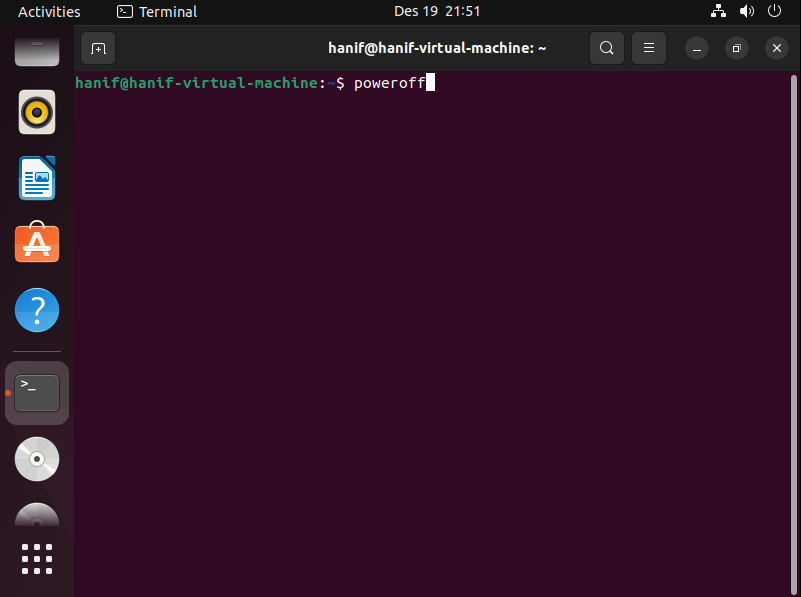 Activities Terminal Des 19 21:51
hanif@hanif-virtual-machine: ~
hanif@hanif-virtual-machine:~$ poweroff
?
>_